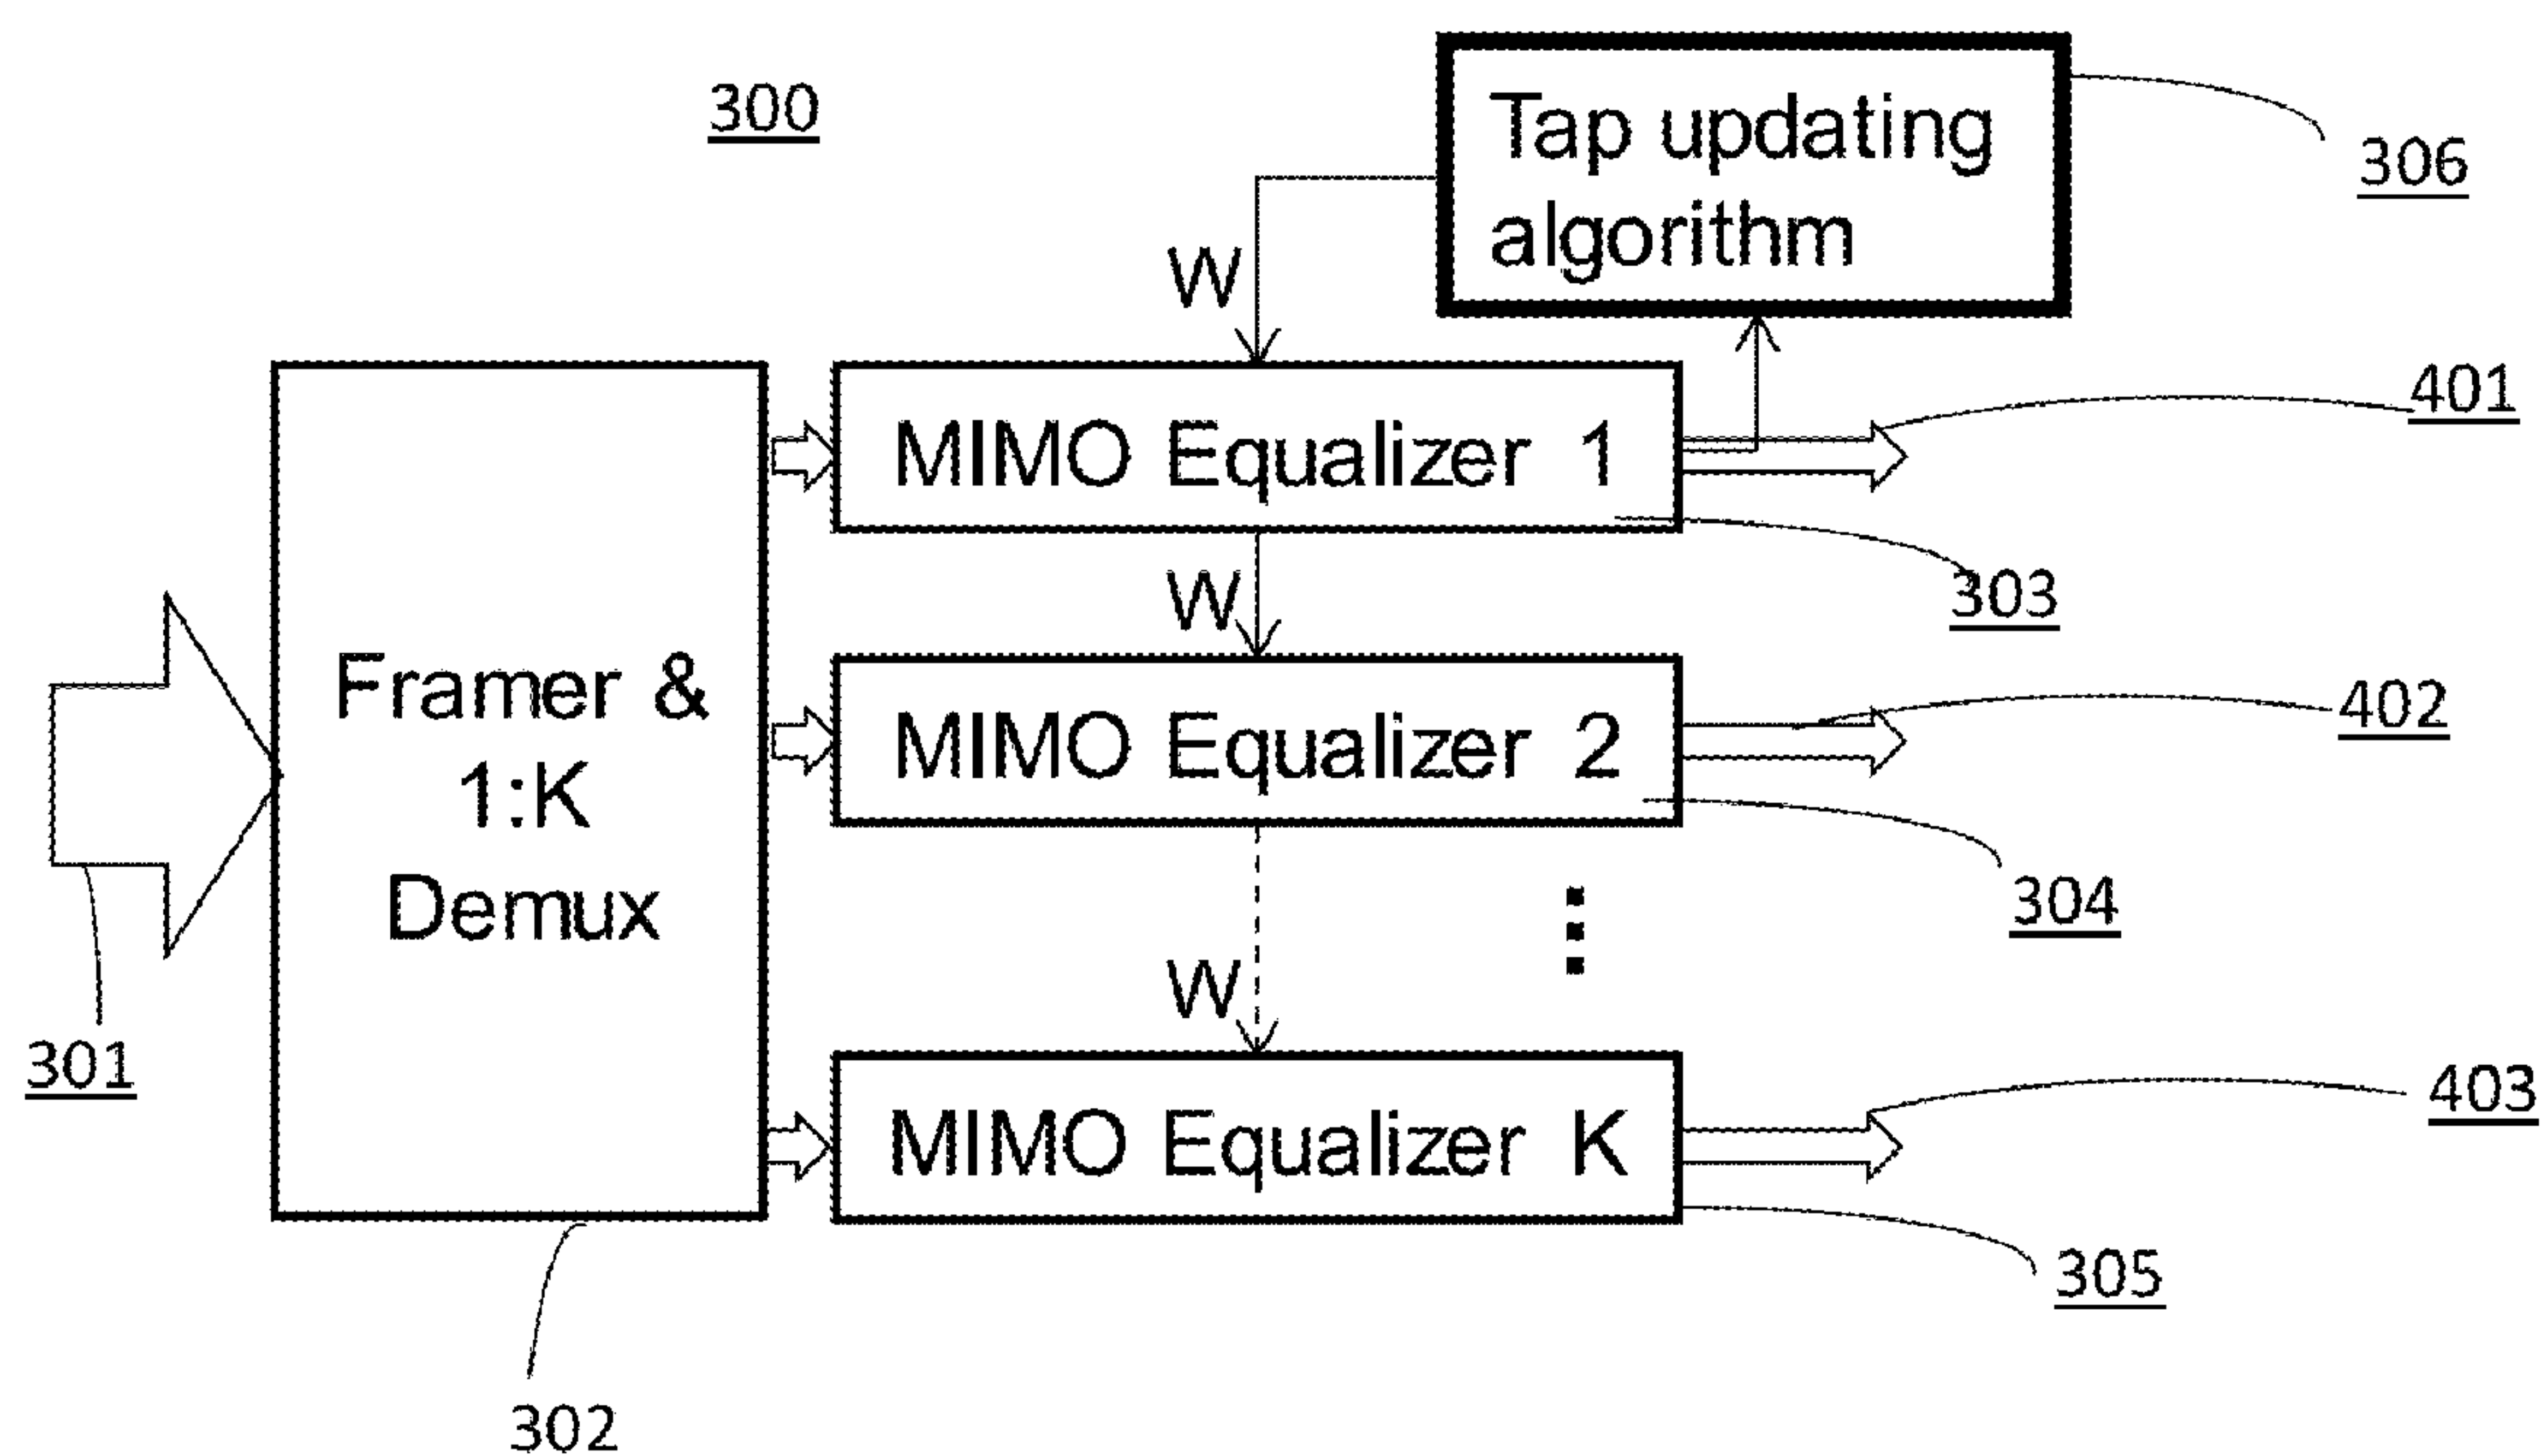 300
Tap updating
algorithm
306
W
401
MIMO Equalizer 1
303
W
Framer &
1:K
Demux
MIMO Equalizer 2
402
304
W
301
MIMO Equalizer K
403
305
302